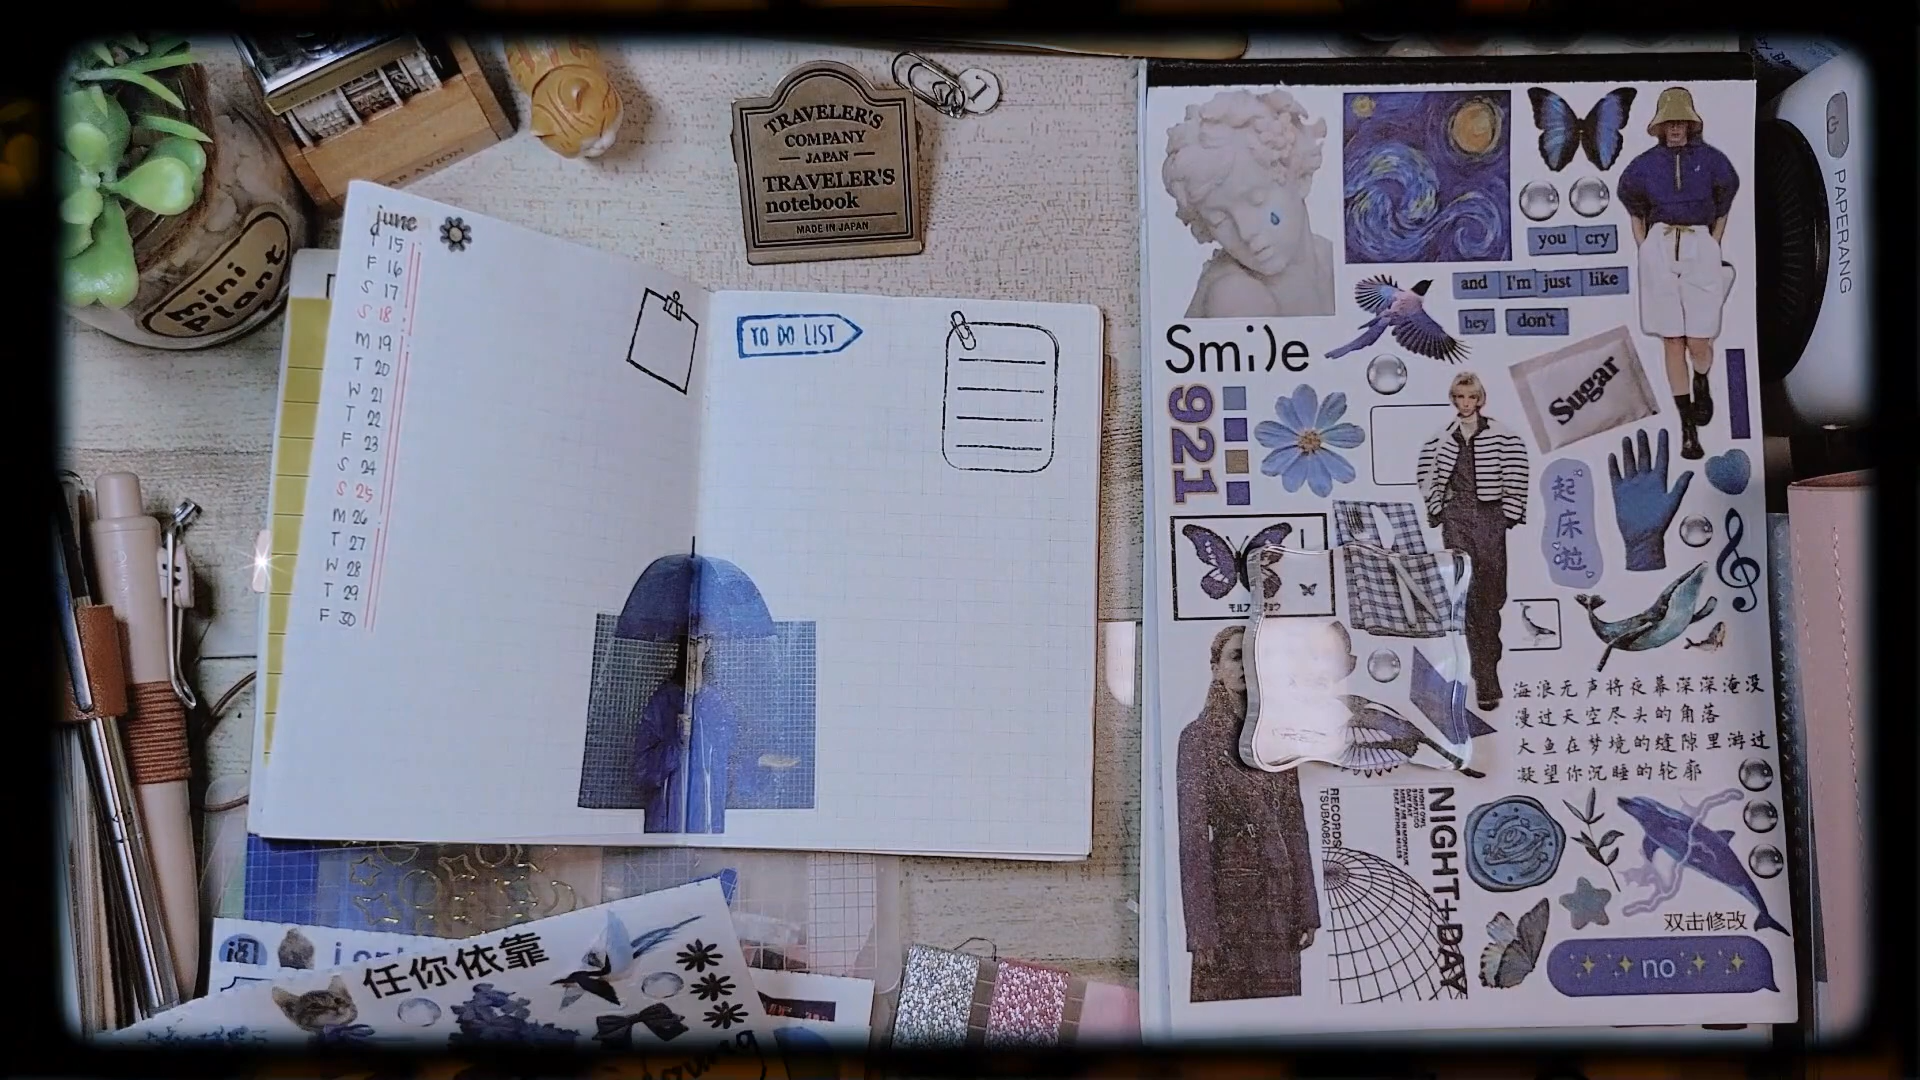 mini
plant
PAR AVION
TRAVELER'S
COMPANY
JAPAN
TRAVELER'S
notebook
MADE IN JAPAN
PAPERANG
june
T 15
F 16
S 17
S 18
M 19
T 20
W 21
T 22
F 23
S 24
S 25
M 26
T 27
W 28
T 29
F 30
TO DO LIST
you cry
and I'm just like
hey don't
Smile
921
Sugar
起床啦
海浪无声将夜幕深深淹没
漫过天空尽头的角落
大鱼在梦境的缝隙里游过
凝望你沉睡的轮廓
RECORDS
TSUBA0821
NIGHT+DAY
双击修改
no
任你依靠